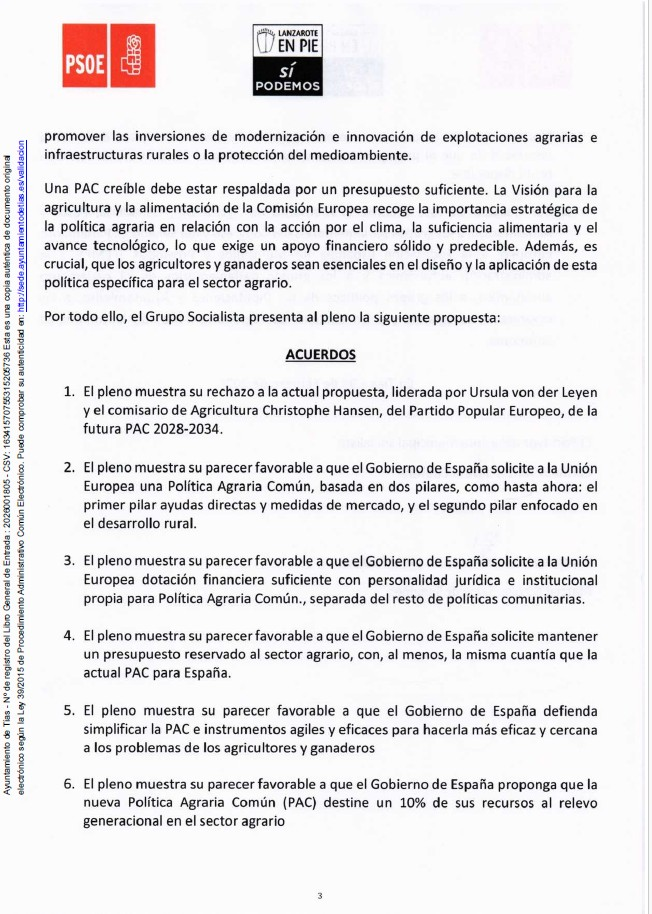 PSOE
LANZAROTE
EN PIE
SÍ
PODEMOS
promover las inversiones de modernización e innovación de explotaciones agrarias e
infraestructuras rurales o la protección del medioambiente.
Una PAC creíble debe estar respaldada por un presupuesto suficiente. La Visión para la
agricultura y la alimentación de la Comisión Europea recoge la importancia estratégica de
la política agraria en relación con la acción por el clima, la suficiencia alimentaria y el
avance tecnológico, lo que exige un apoyo financiero sólido y predecible. Además, es
crucial, que los agricultores y ganaderos sean esenciales en el diseño y la aplicación de esta
política específica para el sector agrario.
Por todo ello, el Grupo Socialista presenta al pleno la siguiente propuesta:
ACUERDOS
1. El pleno muestra su rechazo a la actual propuesta, liderada por Ursula von der Leyen
y el comisario de Agricultura Christophe Hansen, del Partido Popular Europeo, de la
futura PAC 2028-2034.
2. El pleno muestra su parecer favorable a que el Gobierno de España solicite a la Unión
Europea una Política Agraria Común, basada en dos pilares, como hasta ahora: el
primer pilar ayudas directas y medidas de mercado, y el segundo pilar enfocado en
el desarrollo rural.
3. El pleno muestra su parecer favorable a que el Gobierno de España solicite a la Unión
Europea dotación financiera suficiente con personalidad jurídica e institucional
propia para Política Agraria Común., separada del resto de políticas comunitarias.
4. El pleno muestra su parecer favorable a que el Gobierno de España solicite mantener
un presupuesto reservado al sector agrario, con, al menos, la misma cuantía que la
actual PAC para España.
5. El pleno muestra su parecer favorable a que el Gobierno de España defienda
simplificar la PAC e instrumentos agiles y eficaces para hacerla más eficaz y cercana
a los problemas de los agricultores y ganaderos
6. El pleno muestra su parecer favorable a que el Gobierno de España proponga que la
nueva Política Agraria Común (PAC) destine un 10% de sus recursos al relevo
generacional en el sector agrario
3
Ayuntamiento de Tías - Nº de registro del Libro General de Entrada : 2026001805 - CSV: 16341570755315205736 Esta es una copia auténtica de documento original
electrónico según la Ley 39/2015 de Procedimiento Administrativo Común Electrónico. Puede comprobar su autenticidad en: http://sede.ayuntamientodetias.es/validacion